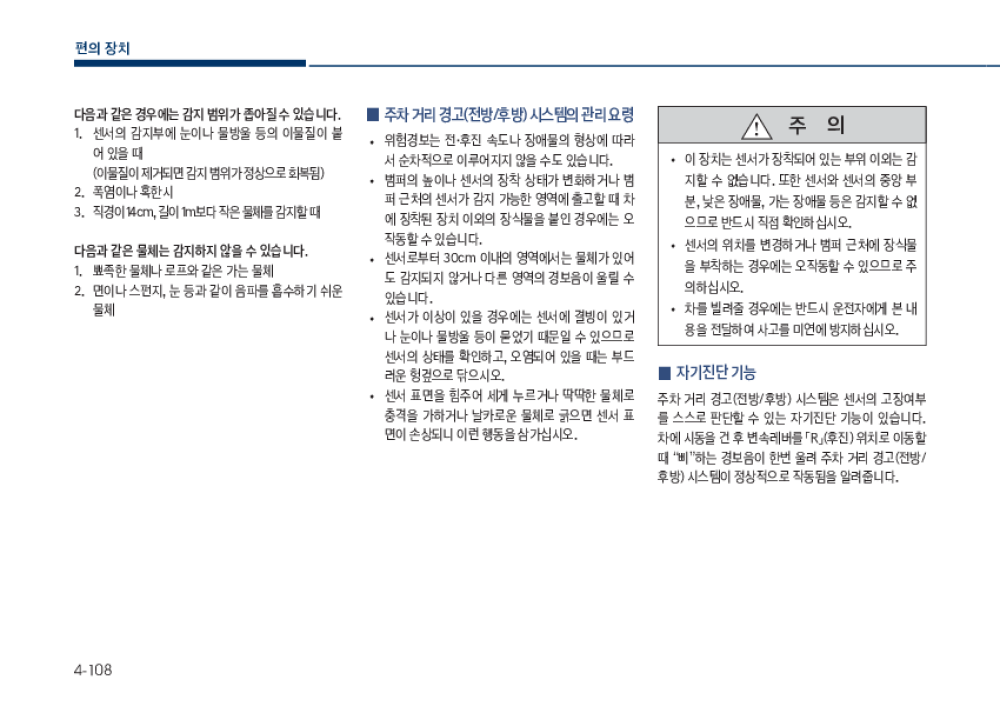 편의 장치
다음과 같은 경우에는 감지 범위가 좁아질 수 있습니다.
1. 센서의 감지부에 눈이나 물방울 등의 이물질이 붙
어 있을 때
(이물질이 제거되면 감지 범위가 정상으로 회복됨)
2. 폭염이나 혹한 시
3. 직경이 14cm, 길이 1m보다 작은 물체를 감지할 때
다음과 같은 물체는 감지하지 않을 수 있습니다.
1. 뾰족한 물체나 로프와 같은 가는 물체
2. 면이나 스펀지, 눈 등과 같이 음파를 흡수하기 쉬운
물체
■ 주차 거리 경고(전방/후방) 시스템의 관리 요령
• 위험경보는 전·후진 속도나 장애물의 형상에 따라
서 순차적으로 이루어지지 않을 수도 있습니다.
• 범퍼의 높이나 센서의 장착 상태가 변화하거나 범
퍼 근처의 센서가 감지 가능한 영역에 출고할 때 차
에 장착된 장치 이외의 장식물을 붙인 경우에는 오
작동할 수 있습니다.
• 센서로부터 30cm 이내의 영역에서는 물체가 있어
도 감지되지 않거나 다른 영역의 경보음이 울릴 수
있습니다.
• 센서가 이상이 있을 경우에는 센서에 결빙이 있거
나 눈이나 물방울 등이 묻었기 때문일 수 있으므로
센서의 상태를 확인하고, 오염되어 있을 때는 부드
러운 헝겊으로 닦으시오.
• 센서 표면을 힘주어 세게 누르거나 딱딱한 물체로
충격을 가하거나 날카로운 물체로 긁으면 센서 표
면이 손상되니 이런 행동을 삼가십시오.
주 의
• 이 장치는 센서가 장착되어 있는 부위 이외는 감
지할 수 없습니다. 또한 센서와 센서의 중앙 부
분, 낮은 장애물, 가는 장애물 등은 감지할 수 없
으므로 반드시 직접 확인하십시오.
• 센서의 위치를 변경하거나 범퍼 근처에 장식물
을 부착하는 경우에는 오작동할 수 있으므로 주
의하십시오.
• 차를 빌려줄 경우에는 반드시 운전자에게 본 내
용을 전달하여 사고를 미연에 방지하십시오.
■ 자기진단 기능
주차 거리 경고(전방/후방) 시스템은 센서의 고장여부
를 스스로 판단할 수 있는 자기진단 기능이 있습니다.
차에 시동을 건 후 변속레버를 「R」(후진) 위치로 이동할
때 “삐”하는 경보음이 한번 울려 주차 거리 경고(전방/
후방) 시스템이 정상적으로 작동됨을 알려줍니다.
4-108